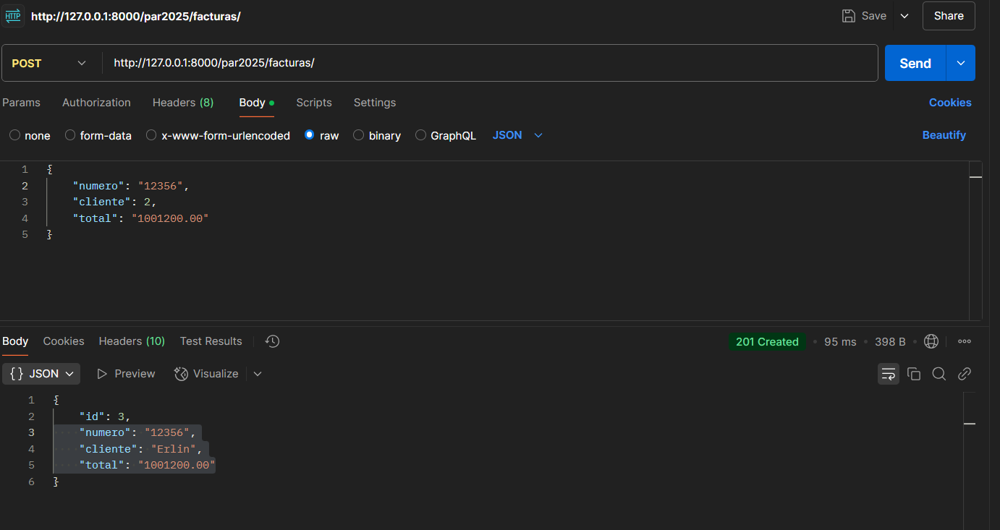 HTTP http://127.0.0.1:8000/par2025/facturas/ Save Share
POST http://127.0.0.1:8000/par2025/facturas/ Send
Params Authorization Headers (8) Body Scripts Settings Cookies
none form-data x-www-form-urlencoded raw binary GraphQL JSON Beautify
1 {
2 "numero": "12356",
3 "cliente": 2,
4 "total": "1001200.00"
5 }
Body Cookies Headers (10) Test Results 201 Created • 95 ms • 398 B •
{} JSON Preview Visualize
1 {
2 "id": 3,
3 "numero": "12356",
4 "cliente": "Erlin",
5 "total": "1001200.00"
6 }